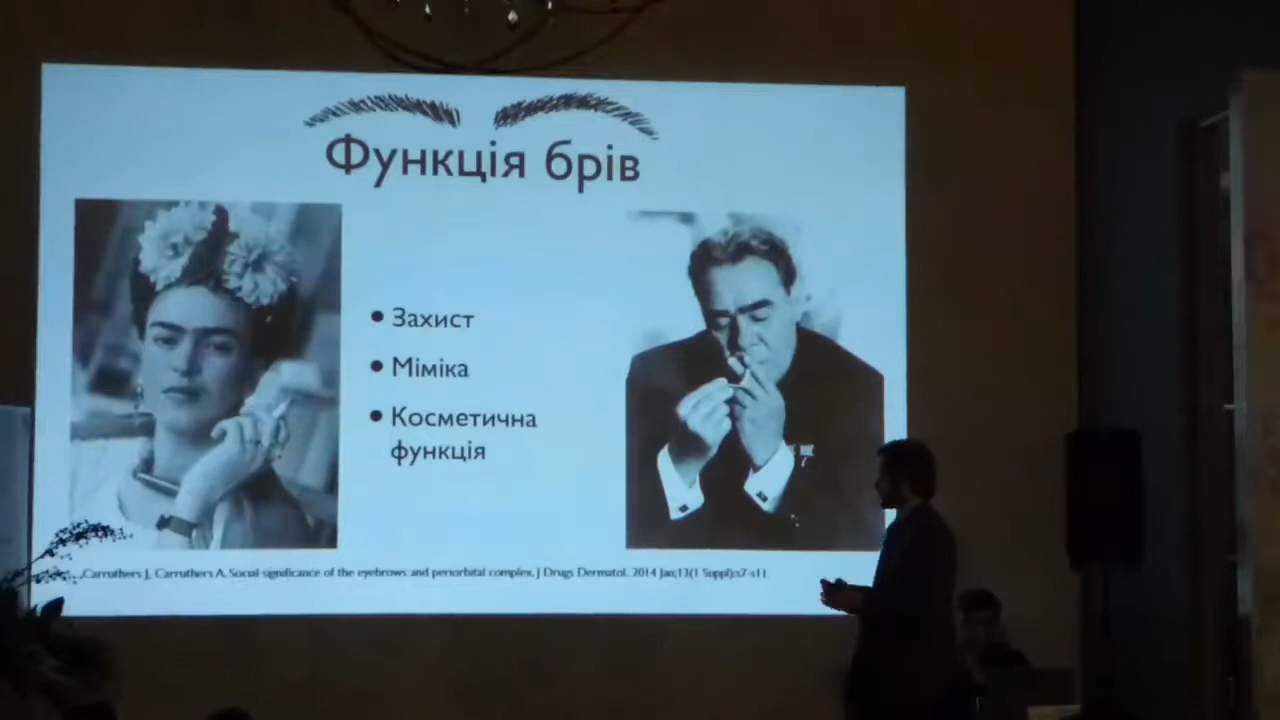 Функція брів
• Захист
• Міміка
• Косметична
функція
Carruthers J, Carruthers A. Social significance of the eyebrows and periorbital complex. J Drugs Dermatol. 2014 Jan;13(1 Suppl):s7-s11